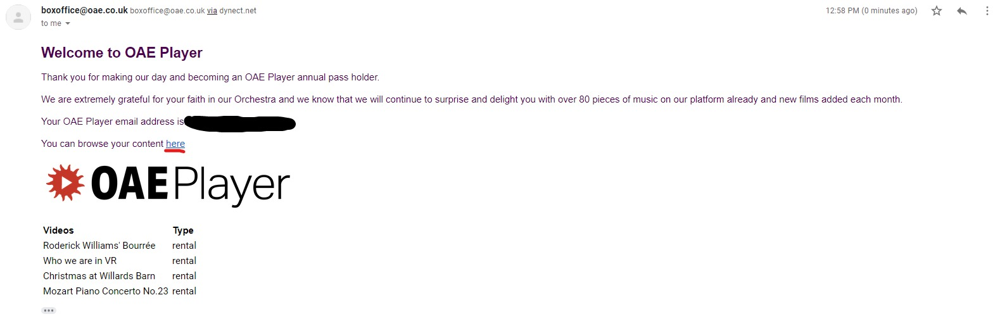 boxoffice@oae.co.uk boxoffice@oae.co.uk via dynect.net 12:58 PM (0 minutes ago)
to me
Welcome to OAE Player
Thank you for making our day and becoming an OAE Player annual pass holder.
We are extremely grateful for your faith in our Orchestra and we know that we will continue to surprise and delight you with over 80 pieces of music on our platform already and new films added each month.
Your OAE Player email address is
You can browse your content here
OAE Player
Videos Type
Roderick Williams' Bourrée rental
Who we are in VR rental
Christmas at Willards Barn rental
Mozart Piano Concerto No.23 rental